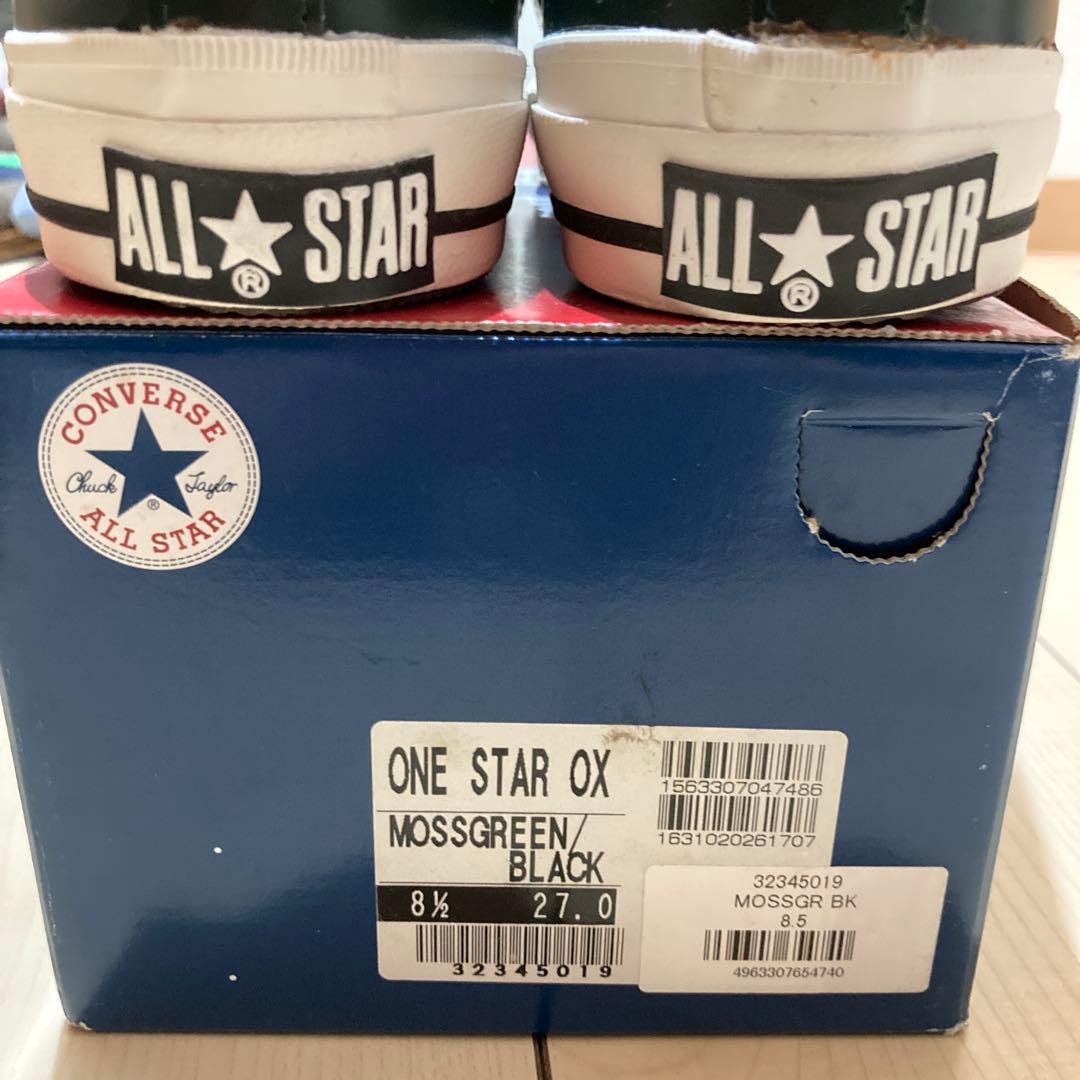 ALL★STAR
®
ALL★STAR
®
CONVERSE
Chuck Taylor
®
ALL STAR
ONE STAR OX
MOSSGREEN/
BLACK
8½ 27.0
32345019
1563307047486
1631020261707
32345019
MOSSGR BK
8.5
4963307654740